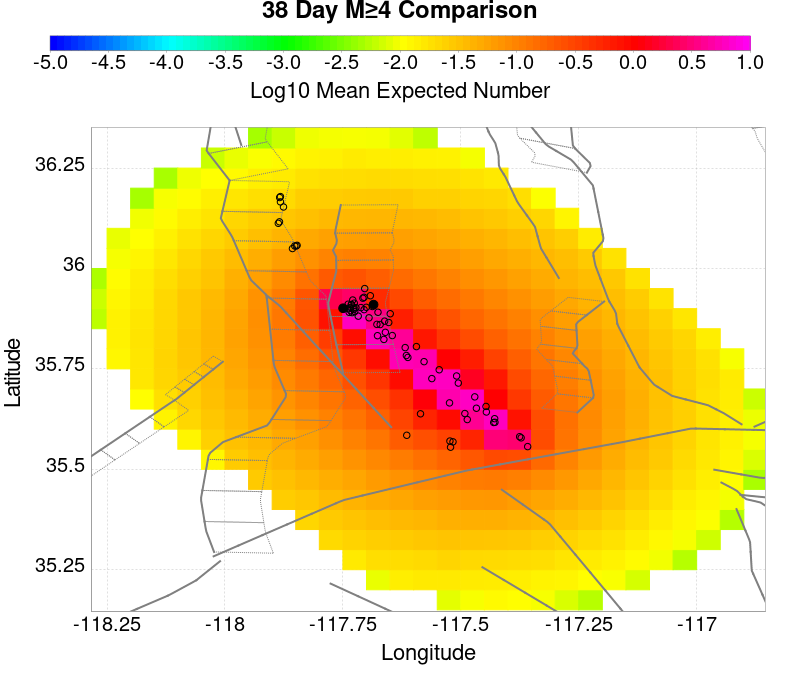 38 Day M≥4 Comparison
-5.0 -4.5 -4.0 -3.5 -3.0 -2.5 -2.0 -1.5 -1.0 -0.5 0.0 0.5 1.0
Log10 Mean Expected Number
36.25
36
35.75
35.5
35.25
Latitude
-118.25 -118 -117.75 -117.5 -117.25 -117
Longitude